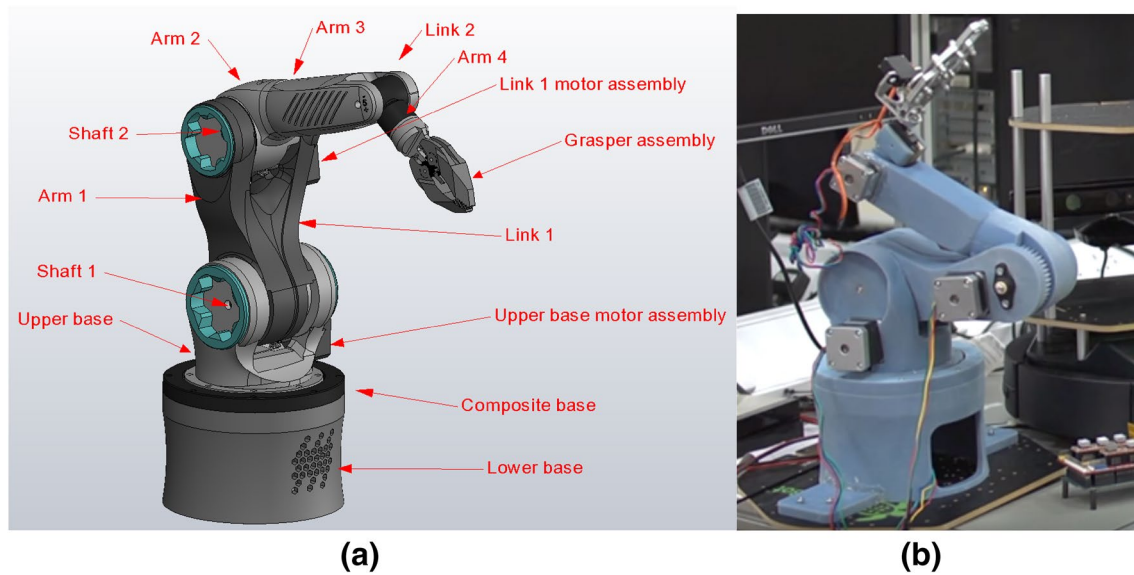 Arm 3
Link 2
Arm 2
Arm 4
Link 1 motor assembly
Shaft 2
Grasper assembly
Arm 1
Link 1
Shaft 1
Upper base
Upper base motor assembly
Composite base
Lower base
DELL
(a)
(b)